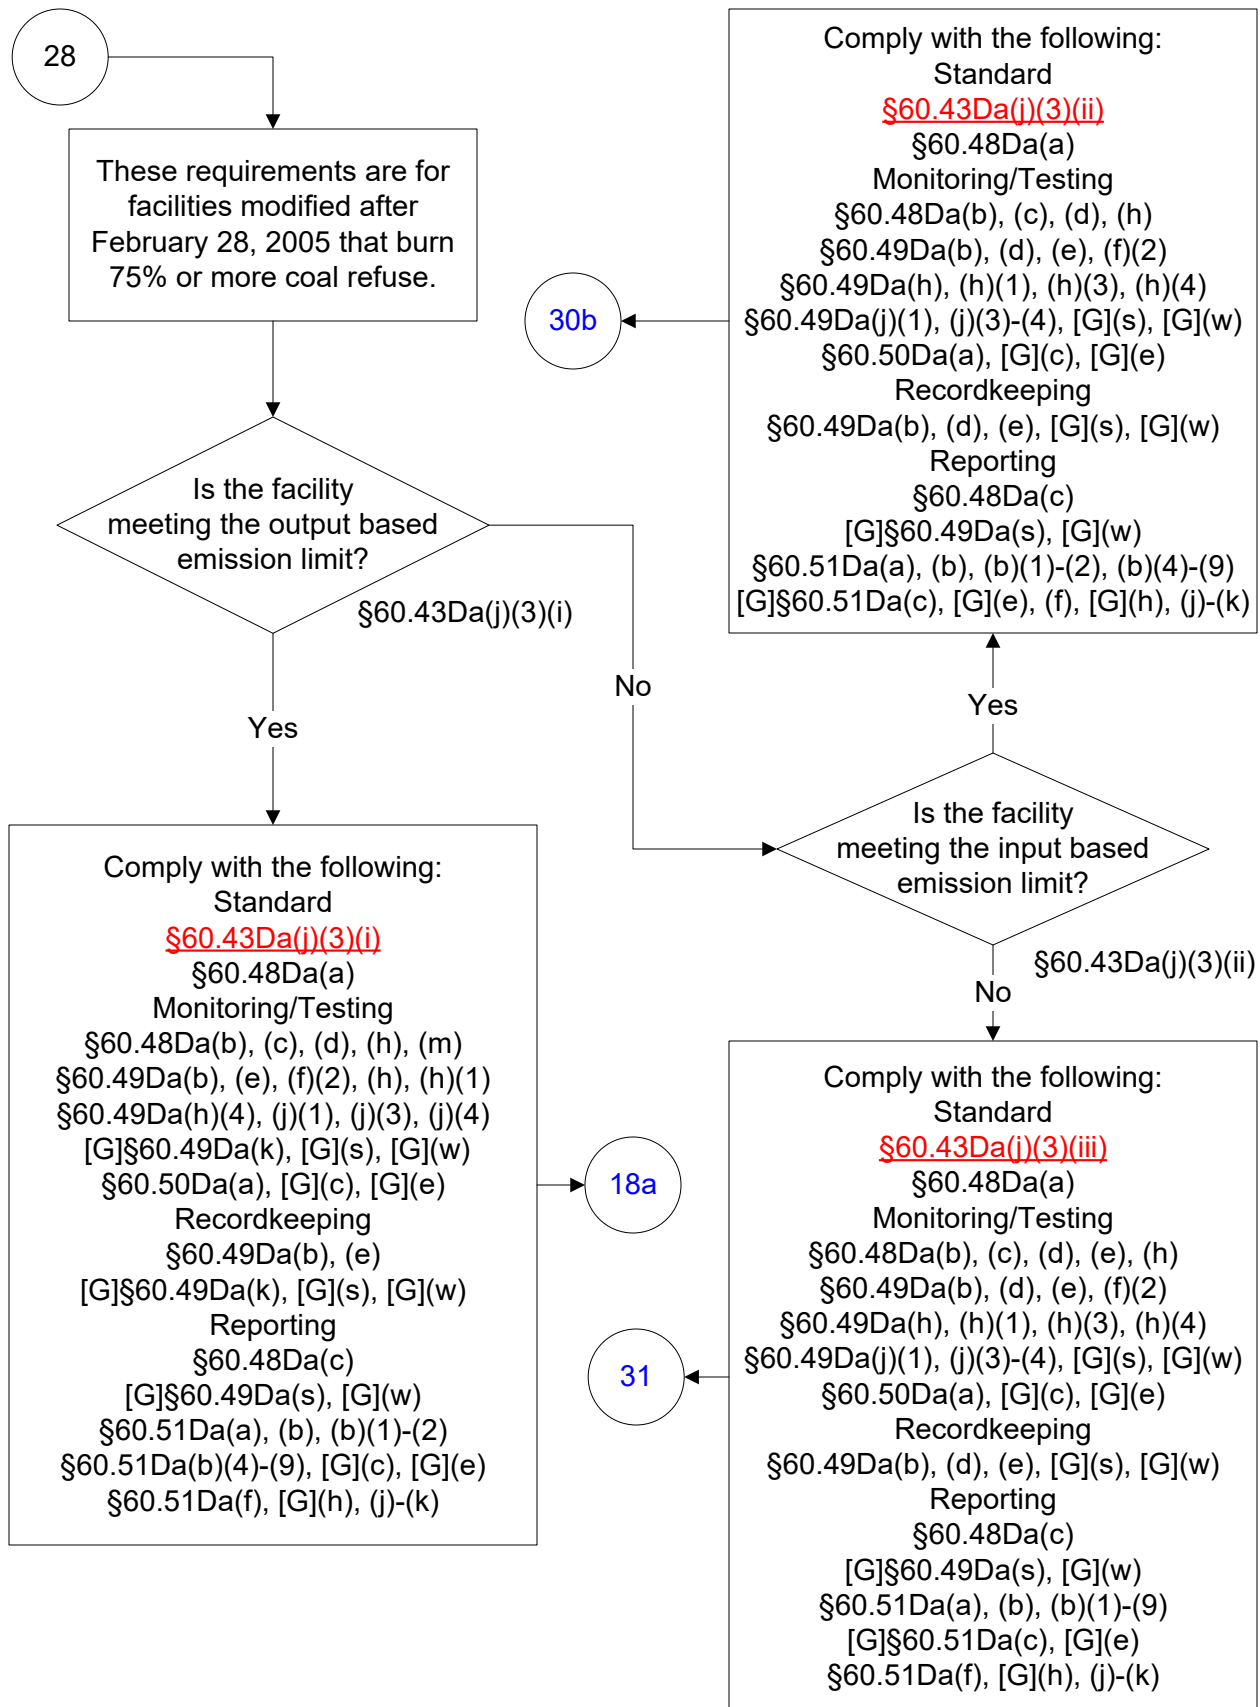 28
These requirements are for
facilities modified after
February 28, 2005 that burn
75% or more coal refuse.
Is the facility
meeting the output based
emission limit?
§60.43Da(j)(3)(i)
Yes
No
Comply with the following:
Standard
§60.43Da(j)(3)(i)
§60.48Da(a)
Monitoring/Testing
§60.48Da(b), (c), (d), (h), (m)
§60.49Da(b), (e), (f)(2), (h), (h)(1)
§60.49Da(h)(4), (j)(1), (j)(3), (j)(4)
[G]§60.49Da(k), [G](s), [G](w)
§60.50Da(a), [G](c), [G](e)
Recordkeeping
§60.49Da(b), (e)
[G]§60.49Da(k), [G](s), [G](w)
Reporting
§60.48Da(c)
[G]§60.49Da(s), [G](w)
§60.51Da(a), (b), (b)(1)-(2)
§60.51Da(b)(4)-(9), [G](c), [G](e)
§60.51Da(f), [G](h), (j)-(k)
18a
Is the facility
meeting the input based
emission limit?
§60.43Da(j)(3)(ii)
Yes
Comply with the following:
Standard
§60.43Da(j)(3)(ii)
§60.48Da(a)
Monitoring/Testing
§60.48Da(b), (c), (d), (h)
§60.49Da(b), (d), (e), (f)(2)
§60.49Da(h), (h)(1), (h)(3), (h)(4)
§60.49Da(j)(1), (j)(3)-(4), [G](s), [G](w)
§60.50Da(a), [G](c), [G](e)
Recordkeeping
§60.49Da(b), (d), (e), [G](s), [G](w)
Reporting
§60.48Da(c)
[G]§60.49Da(s), [G](w)
§60.51Da(a), (b), (b)(1)-(2), (b)(4)-(9)
[G]§60.51Da(c), [G](e), (f), [G](h), (j)-(k)
30b
No
Comply with the following:
Standard
§60.43Da(j)(3)(iii)
§60.48Da(a)
Monitoring/Testing
§60.48Da(b), (c), (d), (e), (h)
§60.49Da(b), (d), (e), (f)(2)
§60.49Da(h), (h)(1), (h)(3), (h)(4)
§60.49Da(j)(1), (j)(3)-(4), [G](s), [G](w)
§60.50Da(a), [G](c), [G](e)
Recordkeeping
§60.49Da(b), (d), (e), [G](s), [G](w)
Reporting
§60.48Da(c)
[G]§60.49Da(s), [G](w)
§60.51Da(a), (b), (b)(1)-(9)
[G]§60.51Da(c), [G](e)
§60.51Da(f), [G](h), (j)-(k)
31